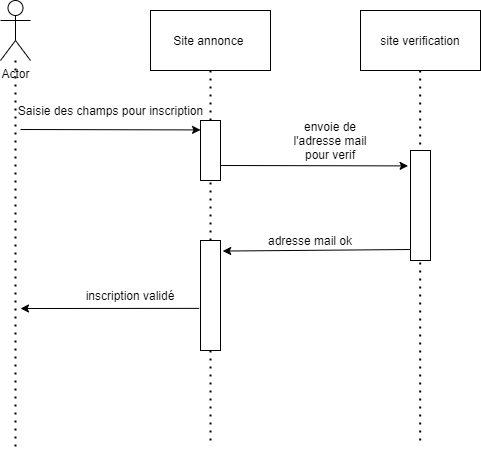 Site annonce
site verification
Actor
Saisie des champs pour inscription
envoie de
l'adresse mail
pour verif
adresse mail ok
inscription validé